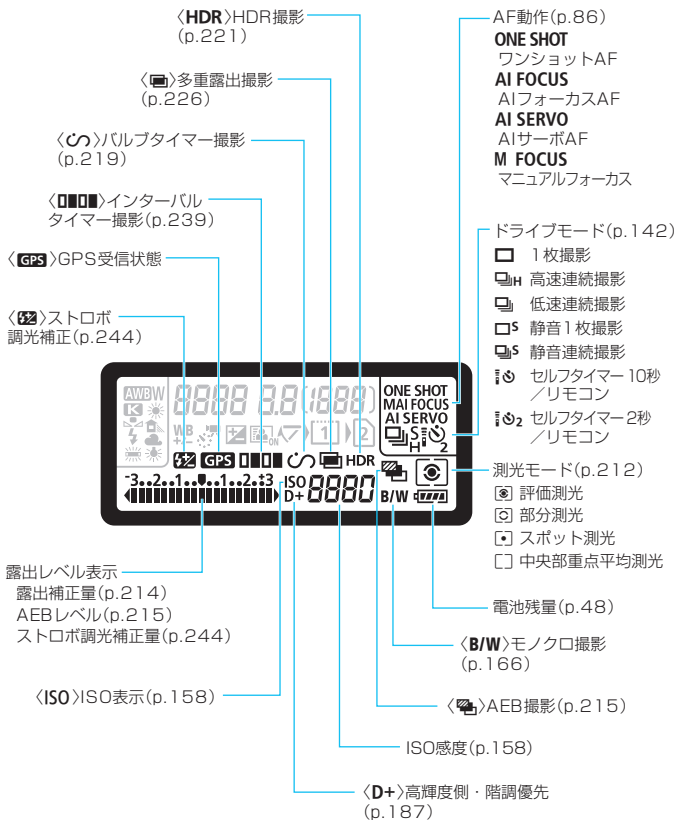 〈HDR〉HDR撮影
(p.221)
〈〉多重露出撮影
(p.226)
〈〉バルブタイマー撮影
(p.219)
〈〉インターバル
タイマー撮影(p.239)
〈GPS〉GPS受信状態
〈〉ストロボ
調光補正(p.244)
AF動作(p.86)
ONE SHOT
ワンショットAF
AI FOCUS
AIフォーカスAF
AI SERVO
AIサーボAF
M FOCUS
マニュアルフォーカス
ドライブモード(p.142)
1枚撮影
H 高速連続撮影
低速連続撮影
S 静音1枚撮影
S 静音連続撮影
セルフタイマー10秒
／リモコン
2 セルフタイマー2秒
／リモコン
測光モード(p.212)
評価測光
部分測光
スポット測光
中央部重点平均測光
電池残量(p.48)
〈B/W〉モノクロ撮影
(p.166)
〈〉AEB撮影(p.215)
ISO感度(p.158)
〈D+〉高輝度側・階調優先
(p.187)
〈ISO〉ISO表示(p.158)
露出レベル表示
露出補正量(p.214)
AEBレベル(p.215)
ストロボ調光補正量(p.244)
AWB W 8888 8.8(1888) ONE SHOT
K MAI FOCUS
AI SERVO
WB +- ON 1 2 S H 2
GPS HDR
-3..2..1..▼..1..2.+3 ISO
D+ 8880 B/W